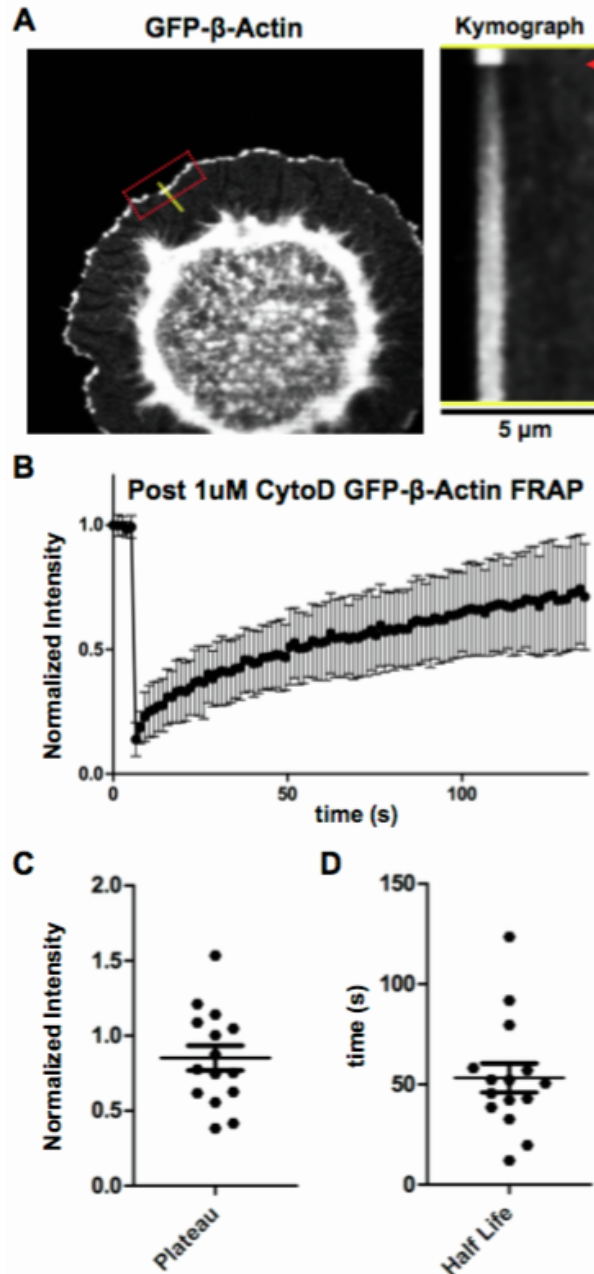 A
GFP-β-Actin
Kymograph
5 μm
B
Post 1uM CytoD GFP-β-Actin FRAP
Normalized Intensity
1.0
0.5
0.0
0
50
100
time (s)
C
Normalized Intensity
2.0
1.5
1.0
0.5
0.0
Plateau
D
time (s)
150
100
50
0
Half Life